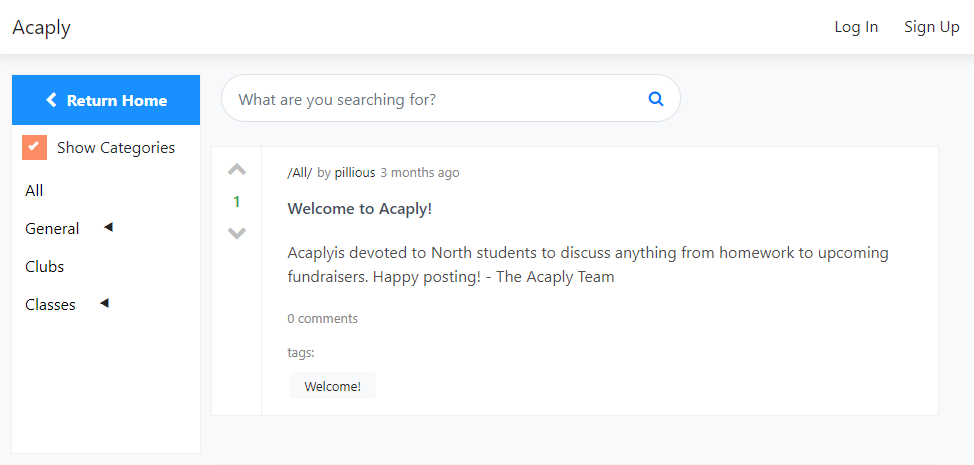 Acaply
Log In
Sign Up
Return Home
Show Categories
All
General
Clubs
Classes
What are you searching for?
1
/All/ by pillious 3 months ago
Welcome to Acaply!
Acaplyis devoted to North students to discuss anything from homework to upcoming
fundraisers. Happy posting! - The Acaply Team
0 comments
tags:
Welcome!